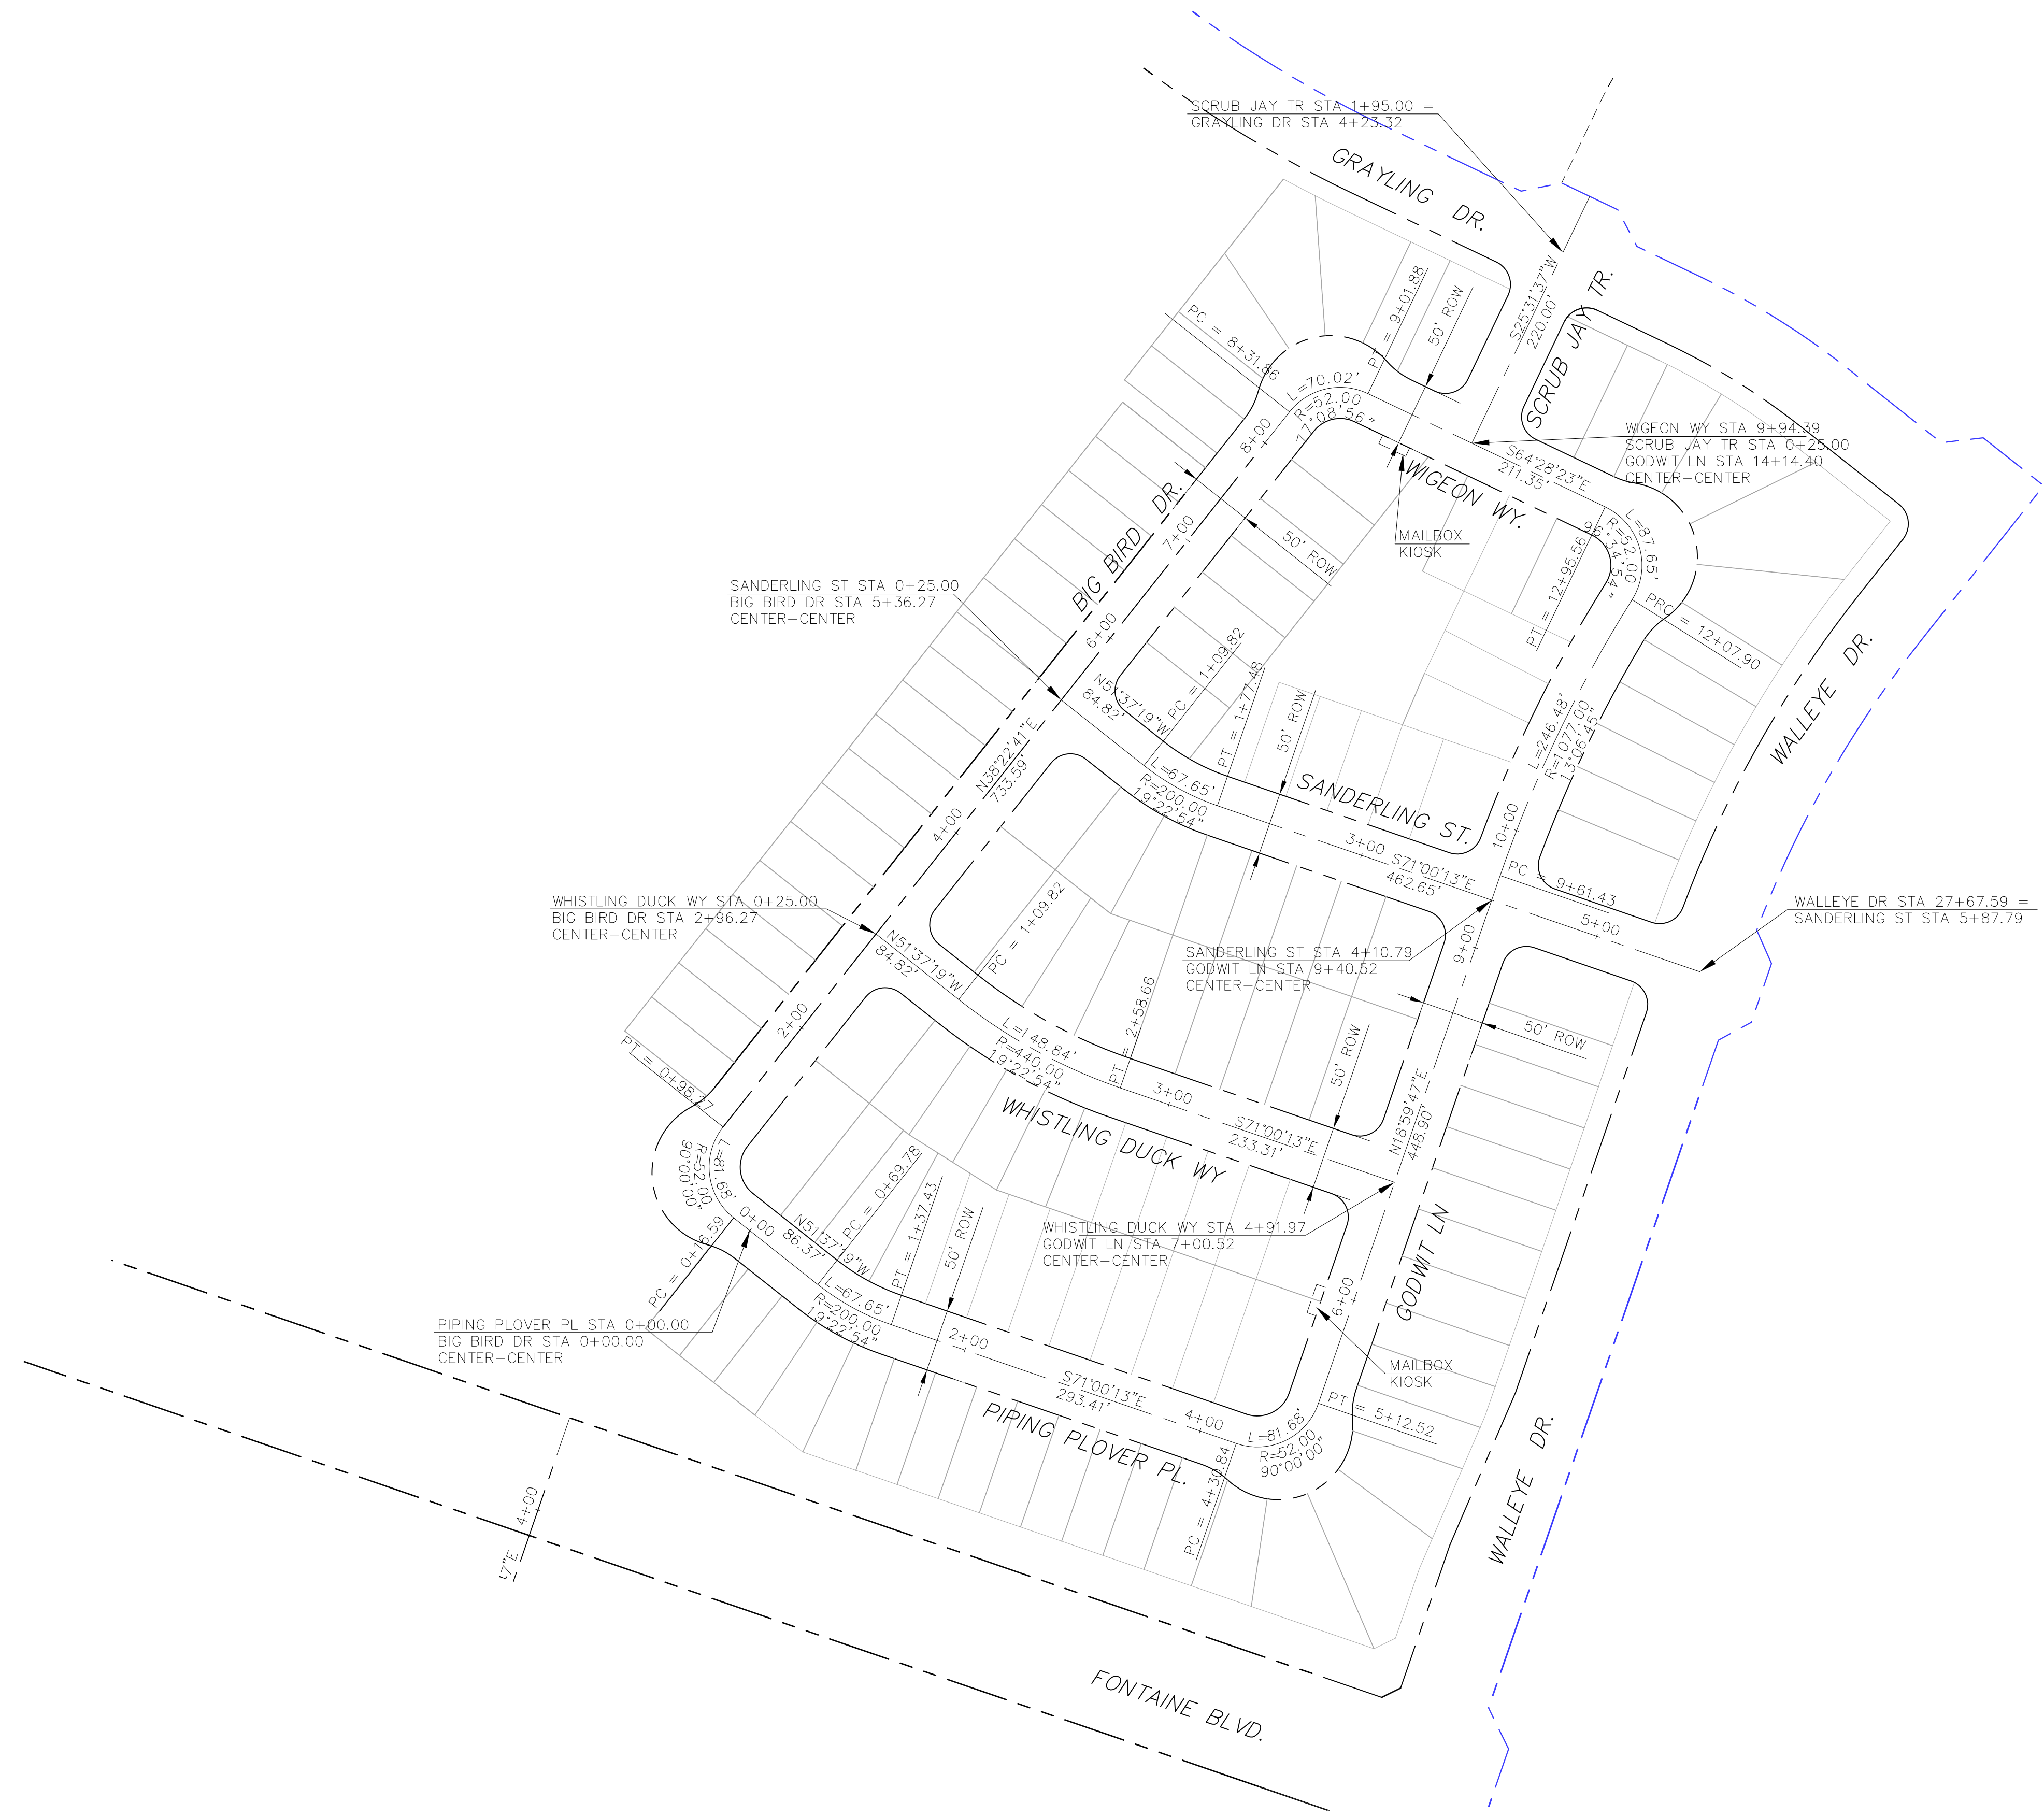 SCRUB JAY TR STA 1+95.00 =
GRAYLING DR STA 4+23.32
GRAYLING DR.
S25°31'37"W
220.00'
SCRUB JAY TR.
PT = 9+01.88
50' ROW
PC = 8+31.86
L=70.02'
R=52.00
77°08'56"
8+00
WIGEON WY STA 9+94.39
SCRUB JAY TR STA 0+25.00
GODWIT LN STA 14+14.40
CENTER-CENTER
S64°28'23"E
211.35'
WIGEON WY.
MAILBOX
KIOSK
L=87.65'
R=52.00
96°34'54"
PT = 12+95.56
PRC = 12+07.90
BIG BIRD DR.
7+00
50' ROW
6+00
SANDERLING ST STA 0+25.00
BIG BIRD DR STA 5+36.27
CENTER-CENTER
WALLEYE DR.
N51°37'19"W
84.82'
PC = 1+09.82
PT = 1+77.48
50' ROW
L=67.65'
R=200.00
19°22'54"
SANDERLING ST.
L=246.48'
R=1077.00
13°06'45"
N38°22'41"E
733.59'
4+00
3+00
S71°00'13"E
462.65'
10+00
PC = 9+61.43
5+00
WALLEYE DR STA 27+67.59 =
SANDERLING ST STA 5+87.79
WHISTLING DUCK WY STA 0+25.00
BIG BIRD DR STA 2+96.27
CENTER-CENTER
N51°37'19"W
84.82'
PC = 1+09.82
SANDERLING ST STA 4+10.79
GODWIT LN STA 9+40.52
CENTER-CENTER
9+00
2+00
L=148.84'
R=440.00
19°22'54"
PT = 2+58.66
3+00
50' ROW
50' ROW
PT = 0+98.27
WHISTLING DUCK WY
S71°00'13"E
233.31'
N18°59'47"E
448.90'
L=81.68'
R=52.00
90°00'00"
0+00
N51°37'19"W
86.37'
PC = 0+69.78
PT = 1+37.43
50' ROW
WHISTLING DUCK WY STA 4+91.97
GODWIT LN STA 7+00.52
CENTER-CENTER
GODWIT LN
6+00
PC = 0+16.59
L=67.65'
R=200.00
19°22'54"
PIPING PLOVER PL STA 0+00.00
BIG BIRD DR STA 0+00.00
CENTER-CENTER
2+00
S71°00'13"E
293.41'
MAILBOX
KIOSK
4+00
L=81.68'
R=52.00
90°00'00"
PT = 5+12.52
PIPING PLOVER PL.
PC = 4+30.84
WALLEYE DR.
4+00
7"E
FONTAINE BLVD.